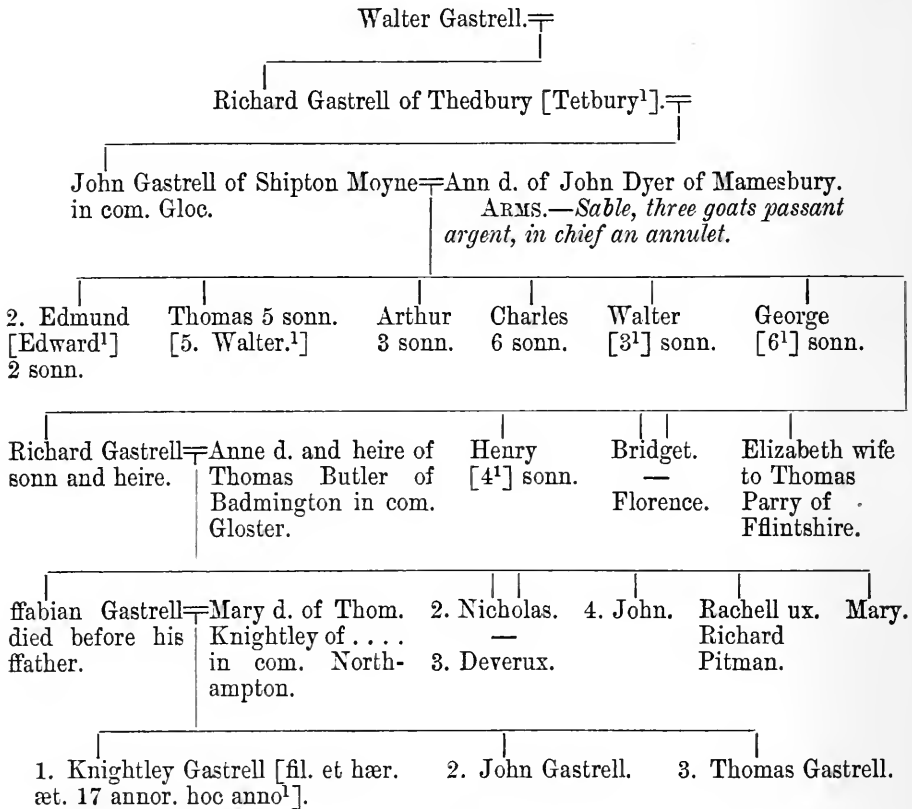 Walter Gastrell.
Richard Gastrell of Thedbury [Tetbury¹].
John Gastrell of Shipton Moyne
in com. Gloc.
Ann d. of John Dyer of Mamesbury.
ARMS.—Sable, three goats passant
argent, in chief an annulet.
2. Edmund
[Edward¹]
2 sonn.
Thomas 5 sonn.
[5. Walter.¹]
Arthur
3 sonn.
Charles
6 sonn.
Walter
[3¹] sonn.
George
[6¹] sonn.
Richard Gastrell
sonn and heire.
Anne d. and heire of
Thomas Butler of
Badmington in com.
Gloster.
Henry
[4¹] sonn.
Bridget.
—
Florence.
Elizabeth wife
to Thomas
Parry of
Fflintshire.
ffabian Gastrell
died before his
ffather.
Mary d. of Thom.
Knightley of . . . .
in com. North-
ampton.
2. Nicholas.
—
3. Deverux.
4. John.
Rachell ux.
Richard
Pitman.
Mary.
1. Knightley Gastrell [fil. et hær.
æt. 17 annor. hoc anno¹].
2. John Gastrell.
3. Thomas Gastrell.